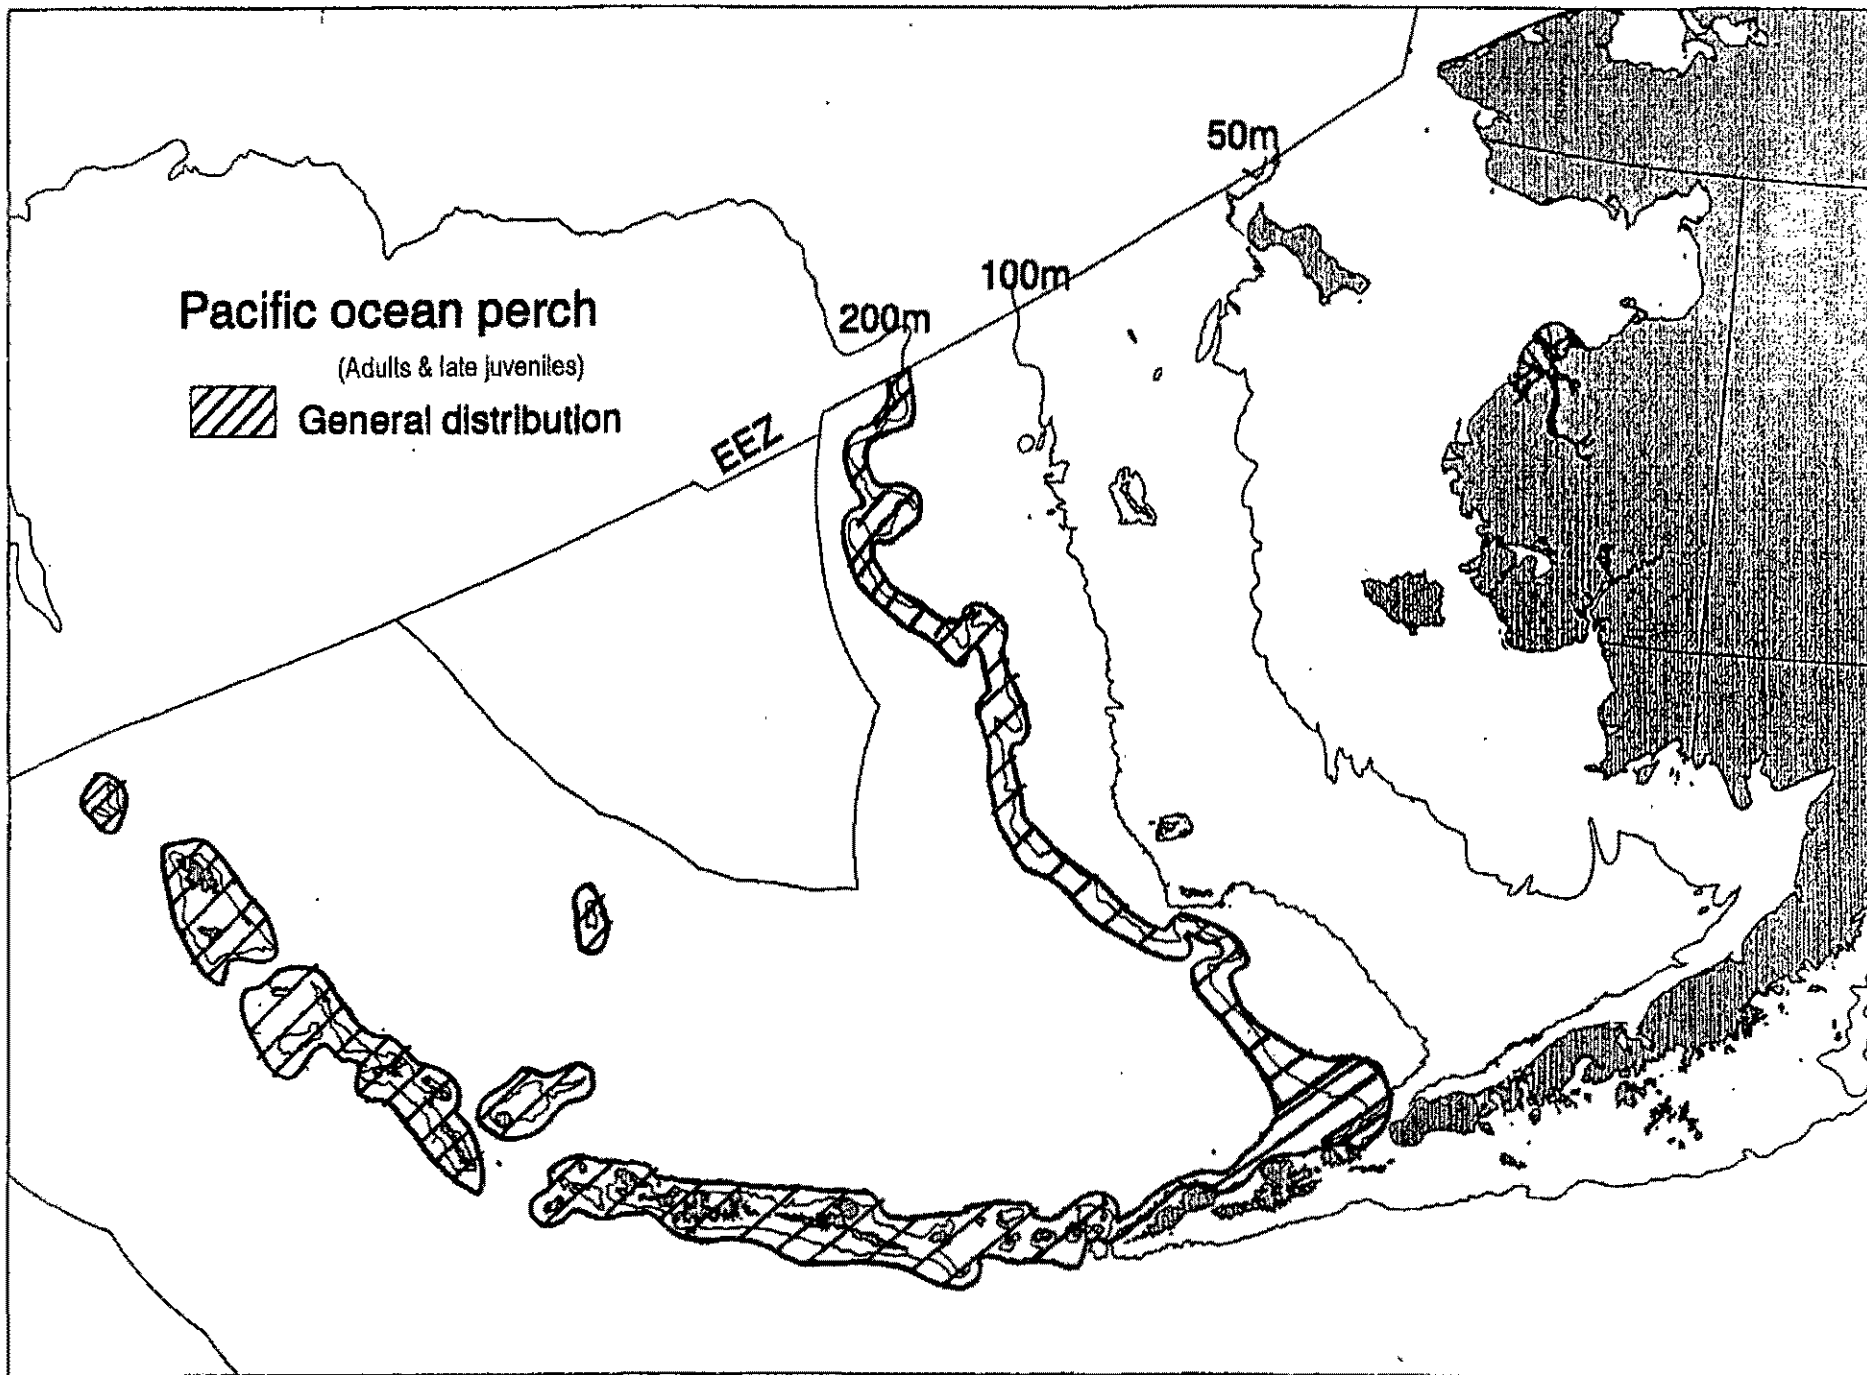 50m
100m
200m
Pacific ocean perch
(Adults & late juveniles)
General distribution
EEZ